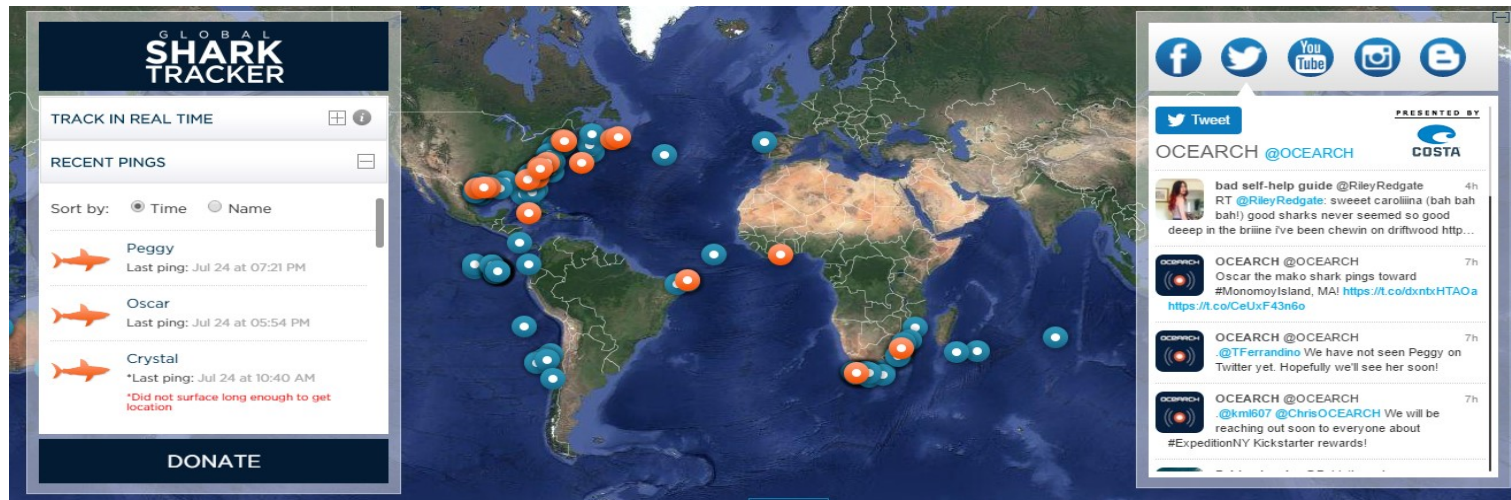 GLOBAL
SHARK
TRACKER
TRACK IN REAL TIME
RECENT PINGS
Sort by: Time Name
Peggy
Last ping: Jul 24 at 07:21 PM
Oscar
Last ping: Jul 24 at 05:54 PM
Crystal
*Last ping: Jul 24 at 10:40 AM
*Did not surface long enough to get
location
DONATE
You
Tube
Tweet
PRESENTED BY
COSTA
OCEARCH @OCEARCH
bad self-help guide @RileyRedgate 4h
RT @RileyRedgate: sweeet caroliiina (bah bah
bah!) good sharks never seemed so good
deeep in the briiine i've been chewin on driftwood http...
OCEARCH
OCEARCH @OCEARCH 7h
Oscar the mako shark pings toward
#MonomoyIsland, MA! https://t.co/dxntxHTAOa
https://t.co/CeUxF43n6o
OCEARCH
OCEARCH @OCEARCH 7h
.@TFerrandino We have not seen Peggy on
Twitter yet. Hopefully we'll see her soon!
OCEARCH
OCEARCH @OCEARCH 7h
.@kml607 @ChrisOCEARCH We will be
reaching out soon to everyone about
#ExpeditionNY Kickstarter rewards!